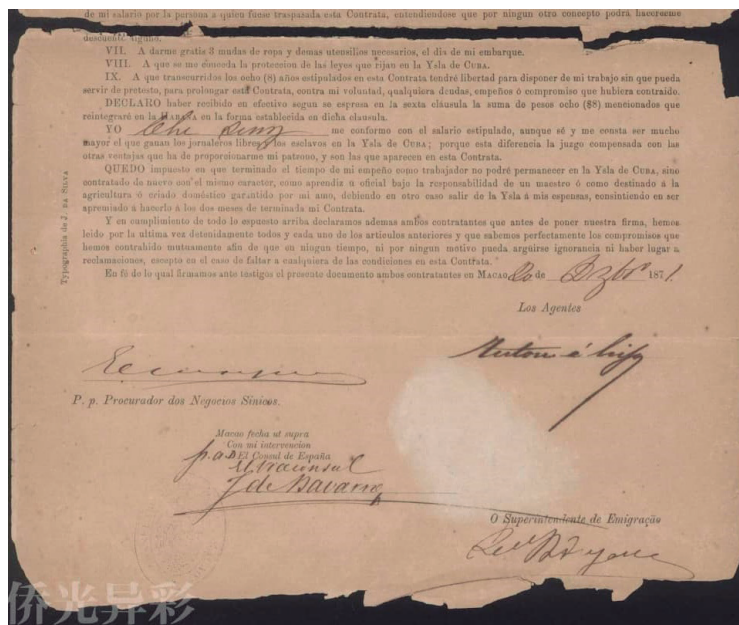 de mi salario por la persona a quien fuese traspasada esta Contrata, entendiendose que por ningun otro concepto podrá hacerseme
descuento alguno.
VII. A darme gratis 3 mudas de ropa y demas utensilios necesarios, el dia de mi embarque.
VIII. A que se me conceda la proteccion de las leyes que rijan en la Ysla de CUBA.
IX. A que transcurridos los ocho (8) años estipulados en esta Contrata tendré libertad para disponer de mi trabajo sin que pueda
servir de pretesto, para prolongar esta Contrata, contra mi voluntad, qualquiera deudas, empeños ó compromiso que hubiera contraido.
DECLARO haber recibido en efectivo segun se espresa en la sexta cláusula la suma de pesos ocho ($8) mencionados que
reintegraré en la HABANA en la forma establecida en dicha clausula.
YO me conformo con el salario estipulado, aunque sé y me consta ser mucho
mayor el que ganan los jornaleros libres y los esclavos en la Ysla de CUBA; porque esta diferencia la juzgo compensada con las
otras ventajas que ha de proporcionarme mi patrono, y son las que aparecen en esta Contrata.
QUEDO impuesto en que terminado el tiempo de mi empeño como trabajador no podré permanecer en la Ysla de CUBA, sino
contratado de nuevo con el mismo caracter, como aprendiz u oficial bajo la responsabilidad de un maestro ó como destinado á la
agricultura ó criado doméstico garantido por mi amo, debiendo en otro caso salir de la Ysla á mis espensas, consintiendo en ser
apremiado a hacerlo á los dos meses de terminada mi Contrata.
Y en cumplimiento de todo lo espuesto arriba declaramos ademas ambos contratantes que antes de poner nuestra firma, hemos
leido por la ultima vez detenidamente todos y cada uno de los articulos anteriores y que sabemos perfectamente los compromisos que
hemos contrahido mutuamente afin de que en ningun tiempo, ni por ningun motivo pueda argüirse ignorancia ni haber lugar a
reclamaciones, escepto en el caso de faltar a cualquiera de las condiciones en esta Contrata.
En fé de lo qual firmamos ante testigos el presente documento ambos contratantes en MACAO, 20 de 1871.
Typographia de J. DA SILVA
Los Agentes
P. p. Procurador dos Negocios Sinicos.
Macao fecha ut supra
Con mi intervencion
El Consul de España
J de Navarro
O Superintendente de Emigração
侨光异彩